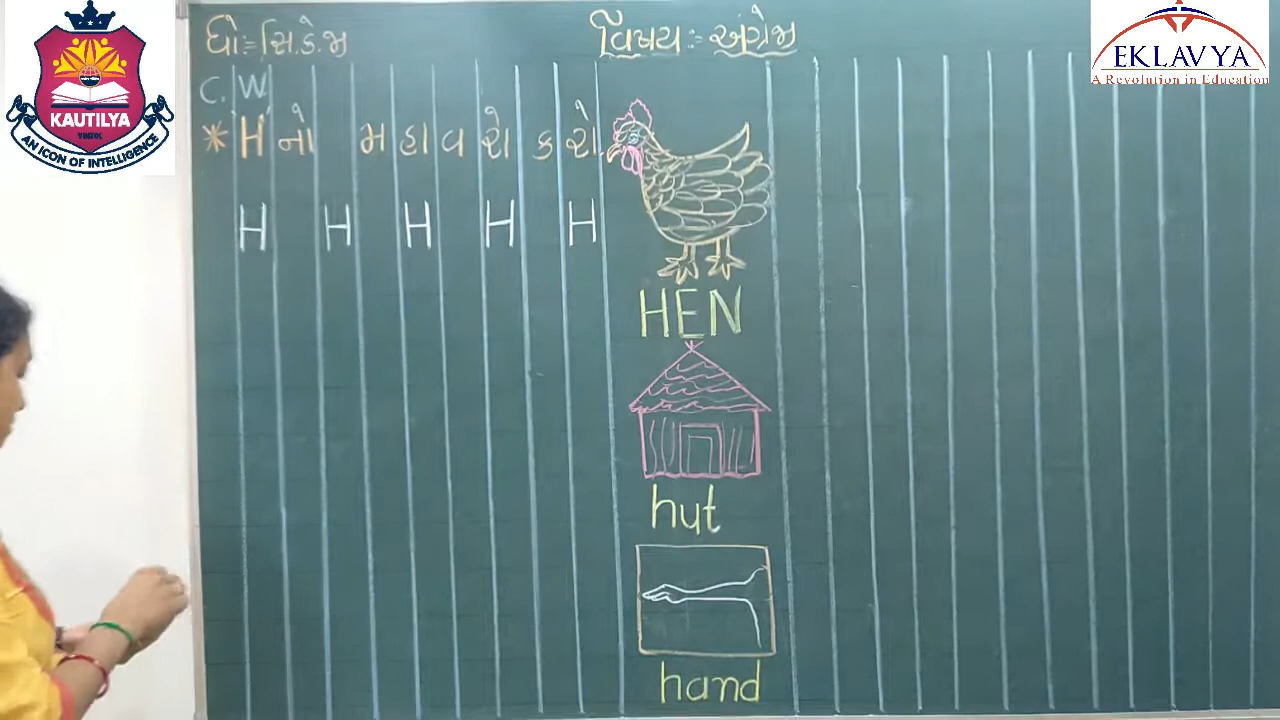 KAUTILYA
AN ICON OF INTELLIGENCE
EKLAVYA
A Revolution in Education
ધો:- સિ.કે.જી
વિષય:- અંગ્રેજી
C.W
* H નો મહાવરો કરો.
H H H H H
HEN
hut
hand